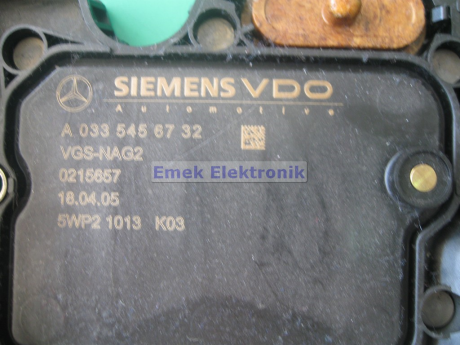 SIEMENS VDO
Automotive
A 033 545 67 32
VGS-NAG2
Emek Elektronik
0215657
18.04.05
5WP2 1013 K03